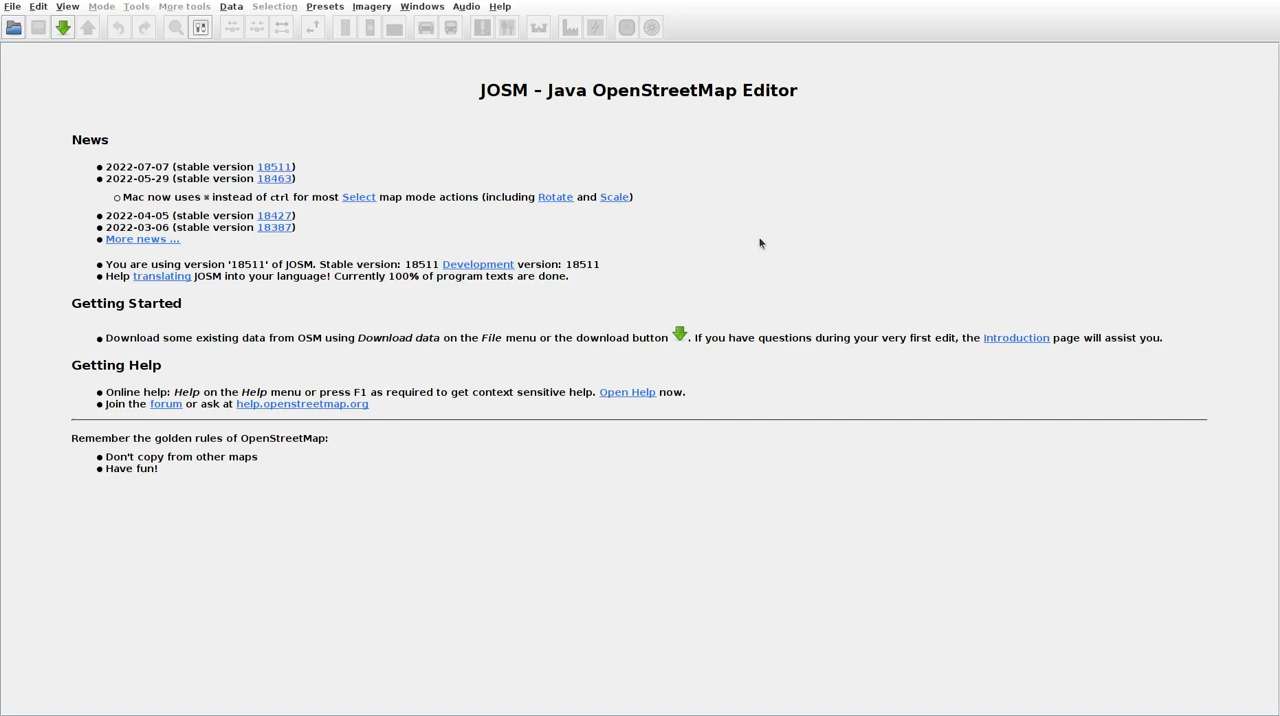 File Edit View Mode Tools More tools Data Selection Presets Imagery Windows Audio Help
JOSM – Java OpenStreetMap Editor
News
2022-07-07 (stable version 18511)
2022-05-29 (stable version 18463)
Mac now uses ⌘ instead of ctrl for most Select map mode actions (including Rotate and Scale)
2022-04-05 (stable version 18427)
2022-03-06 (stable version 18387)
More news ...
You are using version '18511' of JOSM. Stable version: 18511 Development version: 18511
Help translating JOSM into your language! Currently 100% of program texts are done.
Getting Started
Download some existing data from OSM using Download data on the File menu or the download button . If you have questions during your very first edit, the Introduction page will assist you.
Getting Help
Online help: Help on the Help menu or press F1 as required to get context sensitive help. Open Help now.
Join the forum or ask at help.openstreetmap.org
Remember the golden rules of OpenStreetMap:
Don't copy from other maps
Have fun!